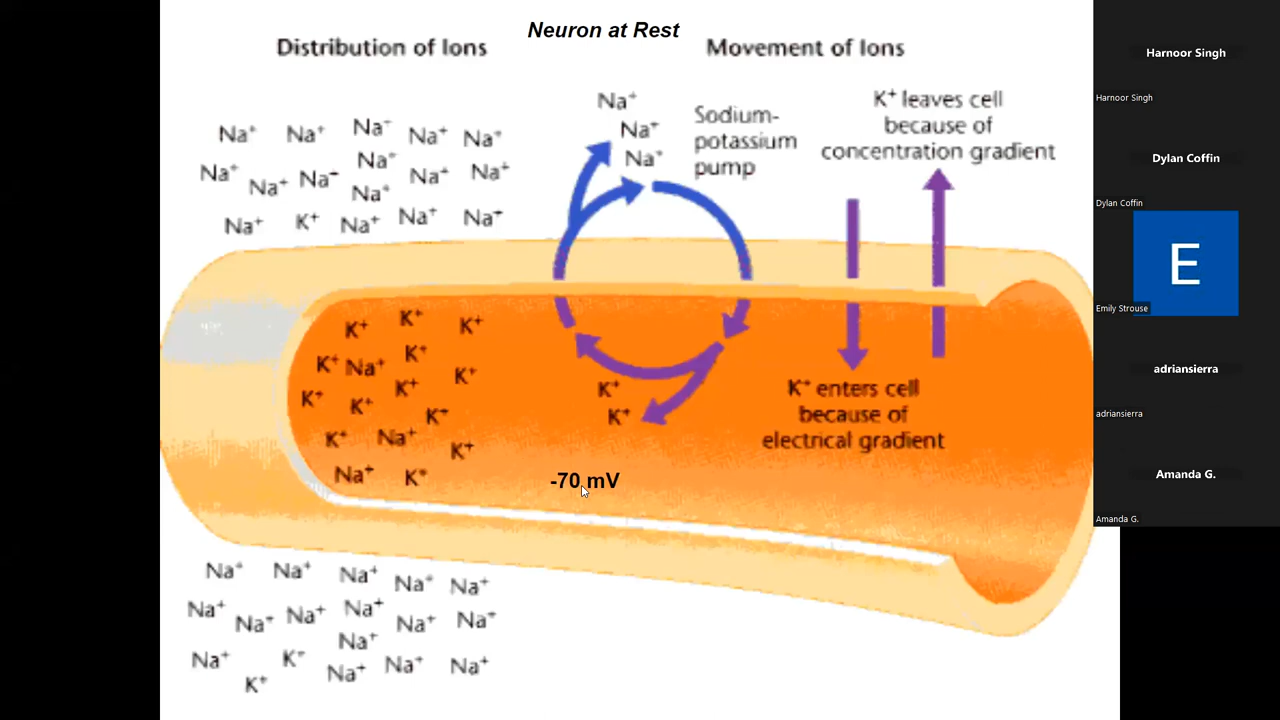 Neuron at Rest
Distribution of Ions
Movement of Ions
Na⁺ Na⁺ Na⁺ Na⁺ Na⁺
Na⁺ Na⁺ Na⁺ Na⁺ Na⁺ Na⁺
Na⁺
Na⁺ K⁺ Na⁺ Na⁺ Na⁺
Na⁺
Na⁺
Na⁺
Sodium-
potassium
pump
K⁺ leaves cell
because of
concentration gradient
K⁺ K⁺ K⁺
K⁺ Na⁺ K⁺
K⁺ K⁺ K⁺ K⁺
K⁺
K⁺ Na⁺ K⁺
Na⁺ K⁺
K⁺
K⁺
K⁺ enters cell
because of
electrical gradient
-70 mV
Na⁺ Na⁺ Na⁺ Na⁺ Na⁺
Na⁺ Na⁺ Na⁺ Na⁺ Na⁺ Na⁺
Na⁺
Na⁺ K⁺ Na⁺ Na⁺ Na⁺
K⁺
Harnoor Singh
Harnoor Singh
Dylan Coffin
Dylan Coffin
E
Emily Strouse
adriansierra
adriansierra
Amanda G.
Amanda G.